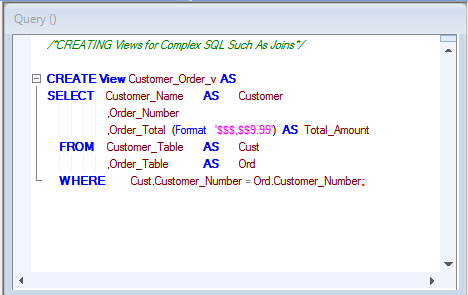 Query ()
/*CREATING Views for Complex SQL Such As Joins*/
CREATE View Customer_Order_v AS
SELECT Customer_Name AS Customer
,Order_Number
,Order_Total (Format '$$$,$$9.99') AS Total_Amount
FROM Customer_Table AS Cust
,Order_Table AS Ord
WHERE Cust.Customer_Number = Ord.Customer_Number;